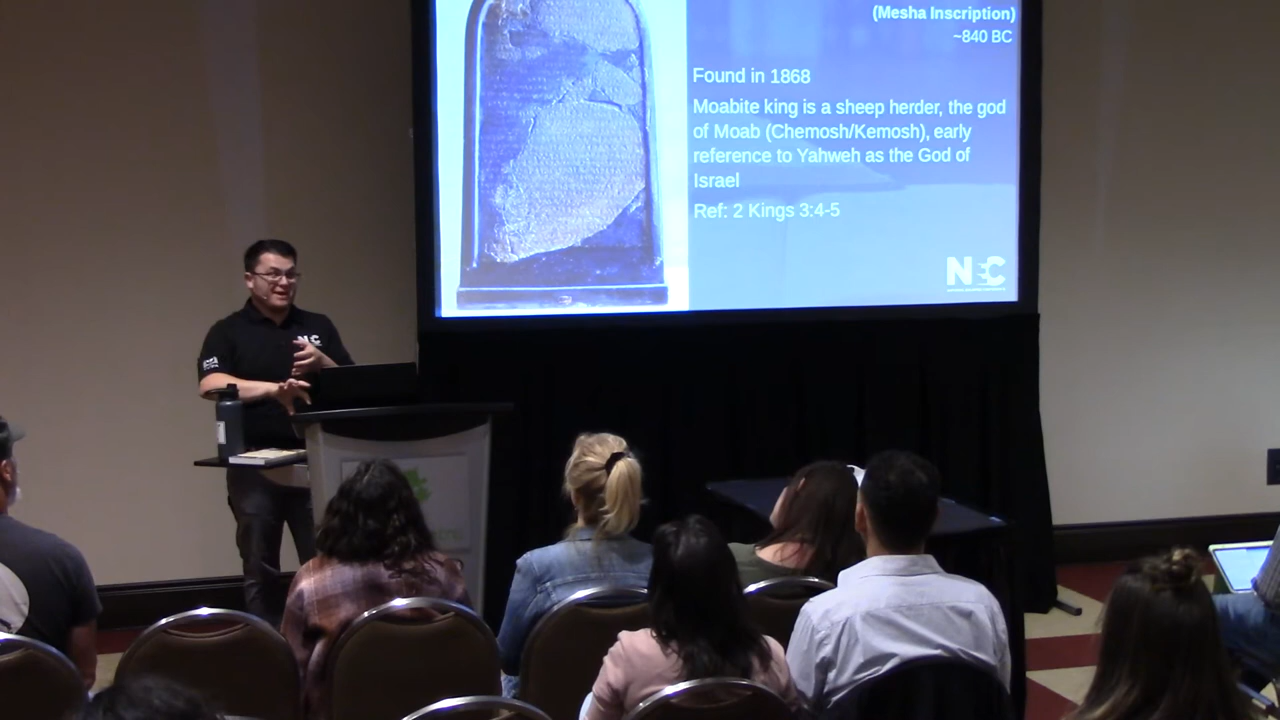 (Mesha Inscription)
~840 BC
Found in 1868
Moabite king is a sheep herder, the god
of Moab (Chemosh/Kemosh), early
reference to Yahweh as the God of
Israel
Ref: 2 Kings 3:4-5
NEC